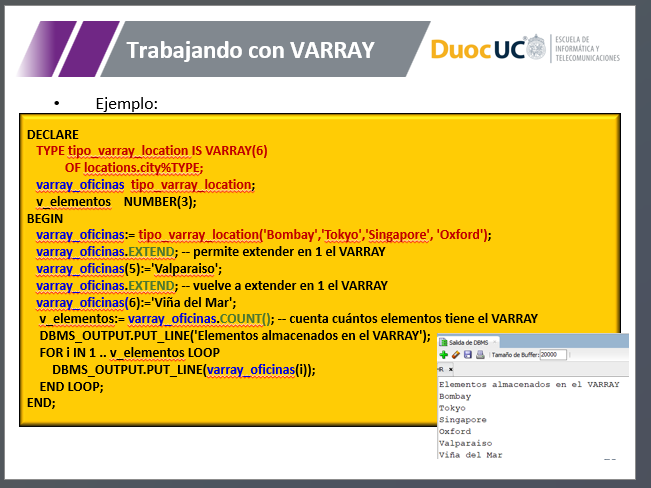 Trabajando con VARRAY
DuocUC
ESCUELA DE
INFORMÁTICA Y
TELECOMUNICACIONES
• Ejemplo:
DECLARE
TYPE tipo_varray_location IS VARRAY(6)
OF locations.city%TYPE;
varray_oficinas tipo_varray_location;
v_elementos NUMBER(3);
BEGIN
varray_oficinas:= tipo_varray_location('Bombay','Tokyo','Singapore', 'Oxford');
varray_oficinas.EXTEND; -- permite extender en 1 el VARRAY
varray_oficinas(5):='Valparaiso';
varray_oficinas.EXTEND; -- vuelve a extender en 1 el VARRAY
varray_oficinas(6):='Viña del Mar';
v_elementos:= varray_oficinas.COUNT(); -- cuenta cuántos elementos tiene el VARRAY
DBMS_OUTPUT.PUT_LINE('Elementos almacenados en el VARRAY');
FOR i IN 1 .. v_elementos LOOP
DBMS_OUTPUT.PUT_LINE(varray_oficinas(i));
END LOOP;
END;
Salida de DBMS
Tamaño de Buffer: 20000
Elementos almacenados en el VARRAY
Bombay
Tokyo
Singapore
Oxford
Valparaiso
Viña del Mar